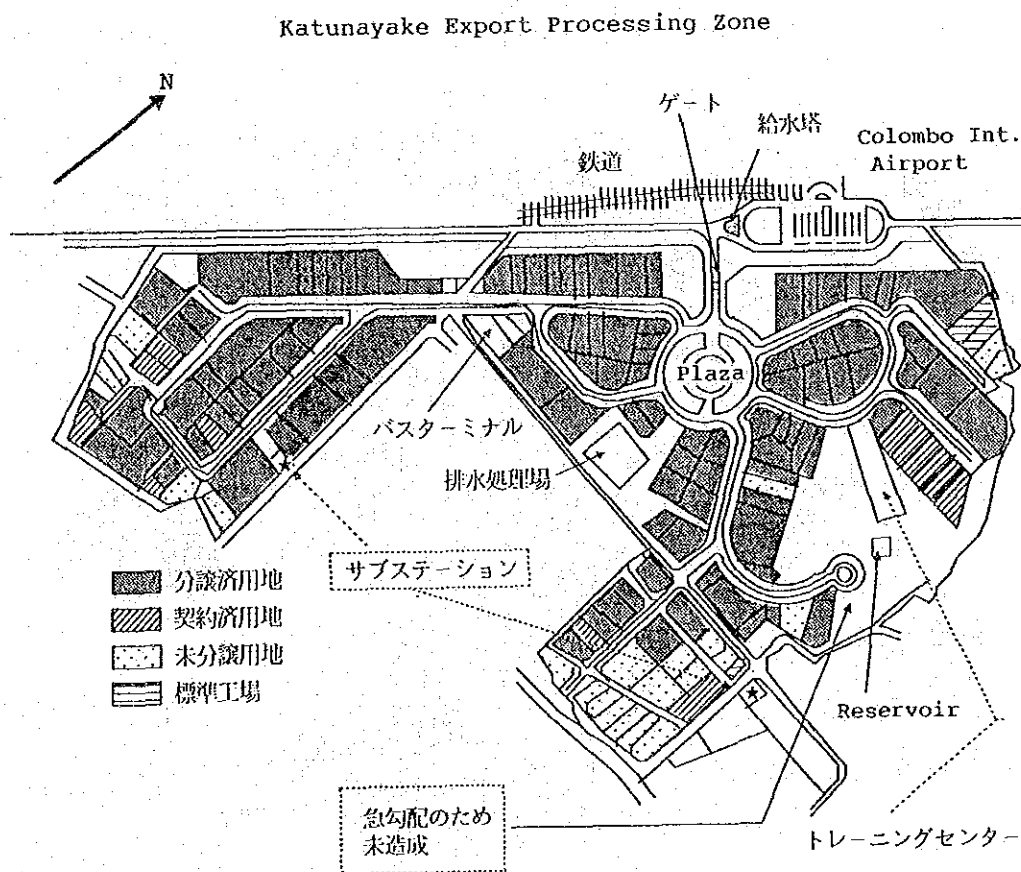 Katunayake Export Processing Zone
N
ゲート
給水塔
Colombo Int.
Airport
鉄道
Plaza
バスターミナル
排水処理場
サブステーション
分譲済用地
契約済用地
未分譲用地
標準工場
Reservoir
急勾配のため
未造成
トレーニングセンター